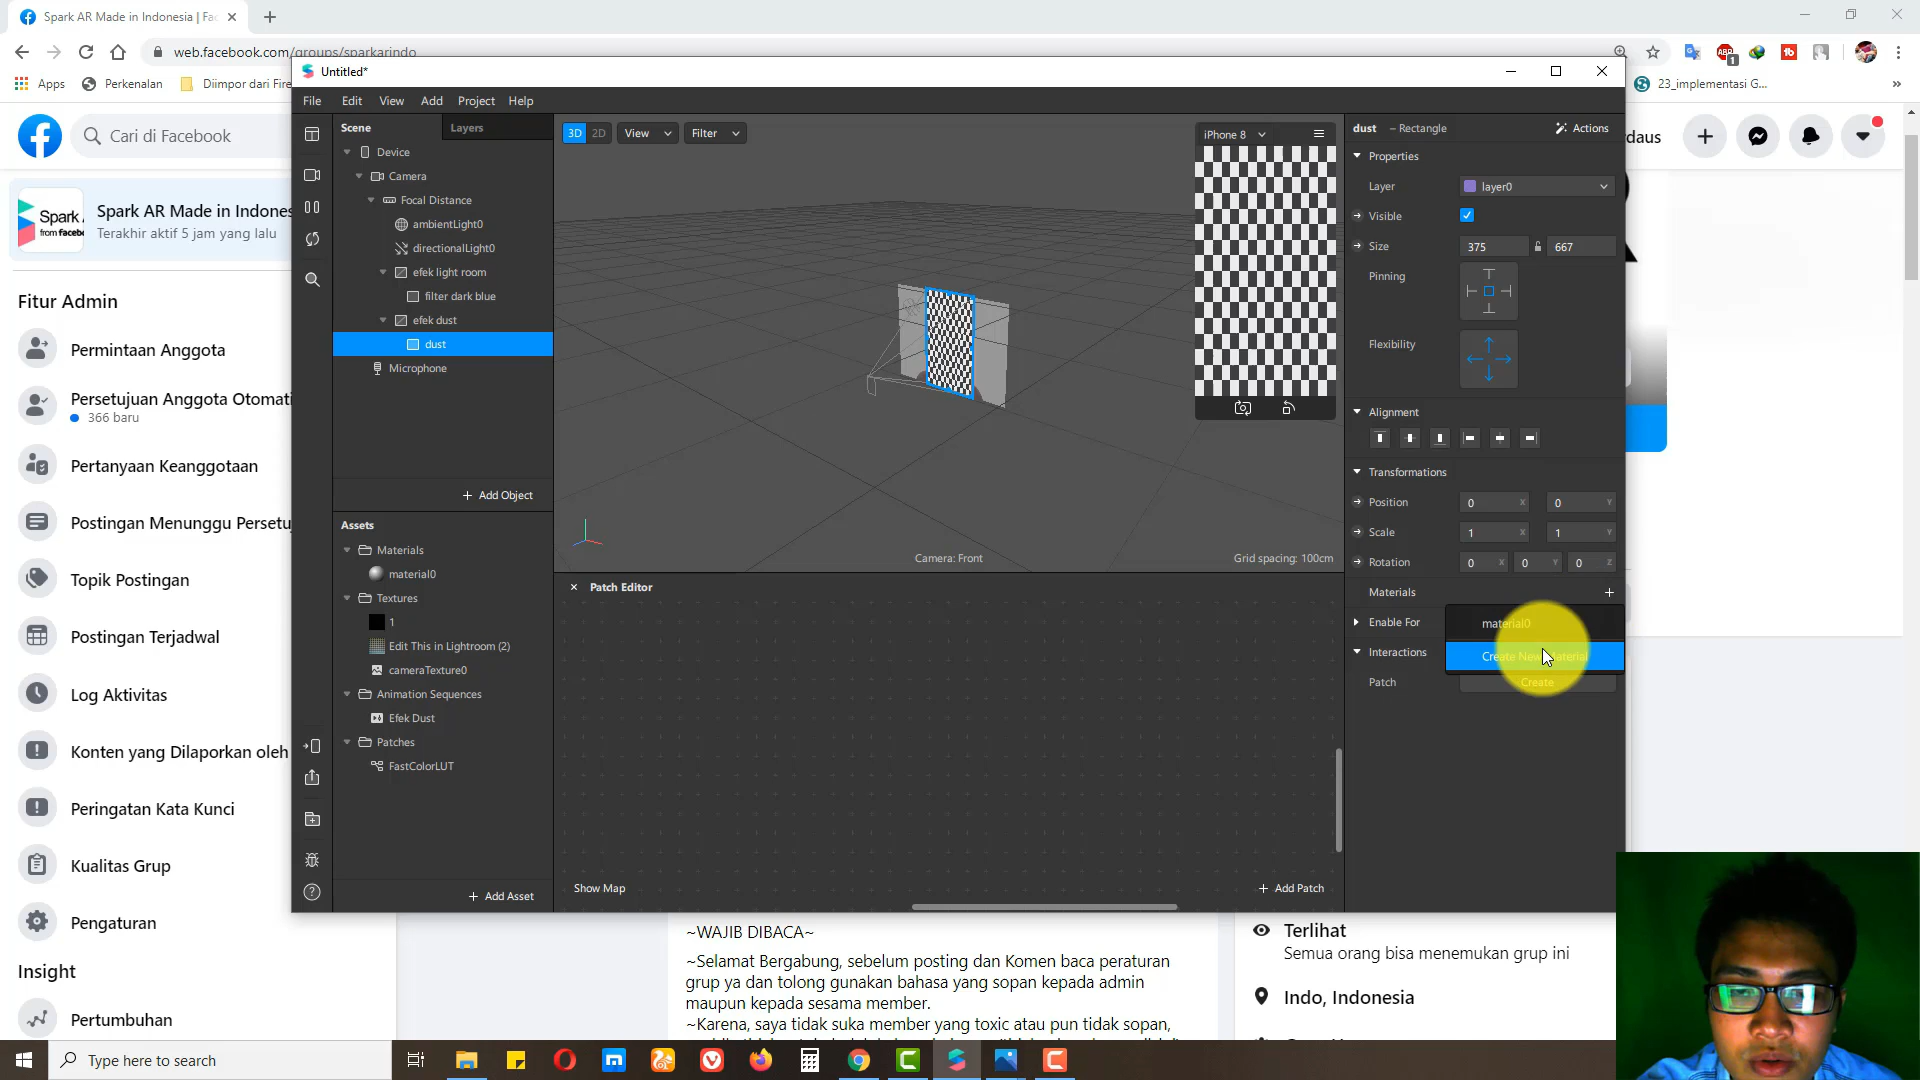 Spark AR Made in Indonesia | Fac
web.facebook.com/groups/sparkarindo
Apps
Perkenalan
Diimpor dari Fire
23_implementasi G...
Cari di Facebook
daus
Spark AR Made in Indones
Terakhir aktif 5 jam yang lalu
Fitur Admin
Permintaan Anggota
Persetujuan Anggota Otomati
366 baru
Pertanyaan Keanggotaan
Postingan Menunggu Persetu
Topik Postingan
Postingan Terjadwal
Log Aktivitas
Konten yang Dilaporkan oleh
Peringatan Kata Kunci
Kualitas Grup
Pengaturan
Insight
Pertumbuhan
Untitled*
File Edit View Add Project Help
Scene
Layers
Device
Camera
Focal Distance
ambientLight0
directionalLight0
efek light room
filter dark blue
efek dust
dust
Microphone
+ Add Object
Assets
Materials
material0
Textures
1
Edit This in Lightroom (2)
cameraTexture0
Animation Sequences
Efek Dust
Patches
FastColorLUT
+ Add Asset
3D 2D View Filter
iPhone 8
Camera: Front
Grid spacing: 100cm
× Patch Editor
Show Map
+ Add Patch
dust – Rectangle
Actions
Properties
Layer layer0
Visible
Size 375 667
Pinning
Flexibility
Alignment
Transformations
Position 0 X 0 Y
Scale 1 X 1 Y
Rotation 0 X 0 Y 0 Z
Materials +
Enable For
material0
Create New Material
Interactions
Patch Create
~WAJIB DIBACA~
~Selamat Bergabung, sebelum posting dan Komen baca peraturan
grup ya dan tolong gunakan bahasa yang sopan kepada admin
maupun kepada sesama member.
~Karena, saya tidak suka member yang toxic atau pun tidak sopan,
Terlihat
Semua orang bisa menemukan grup ini
Indo, Indonesia
Type here to search